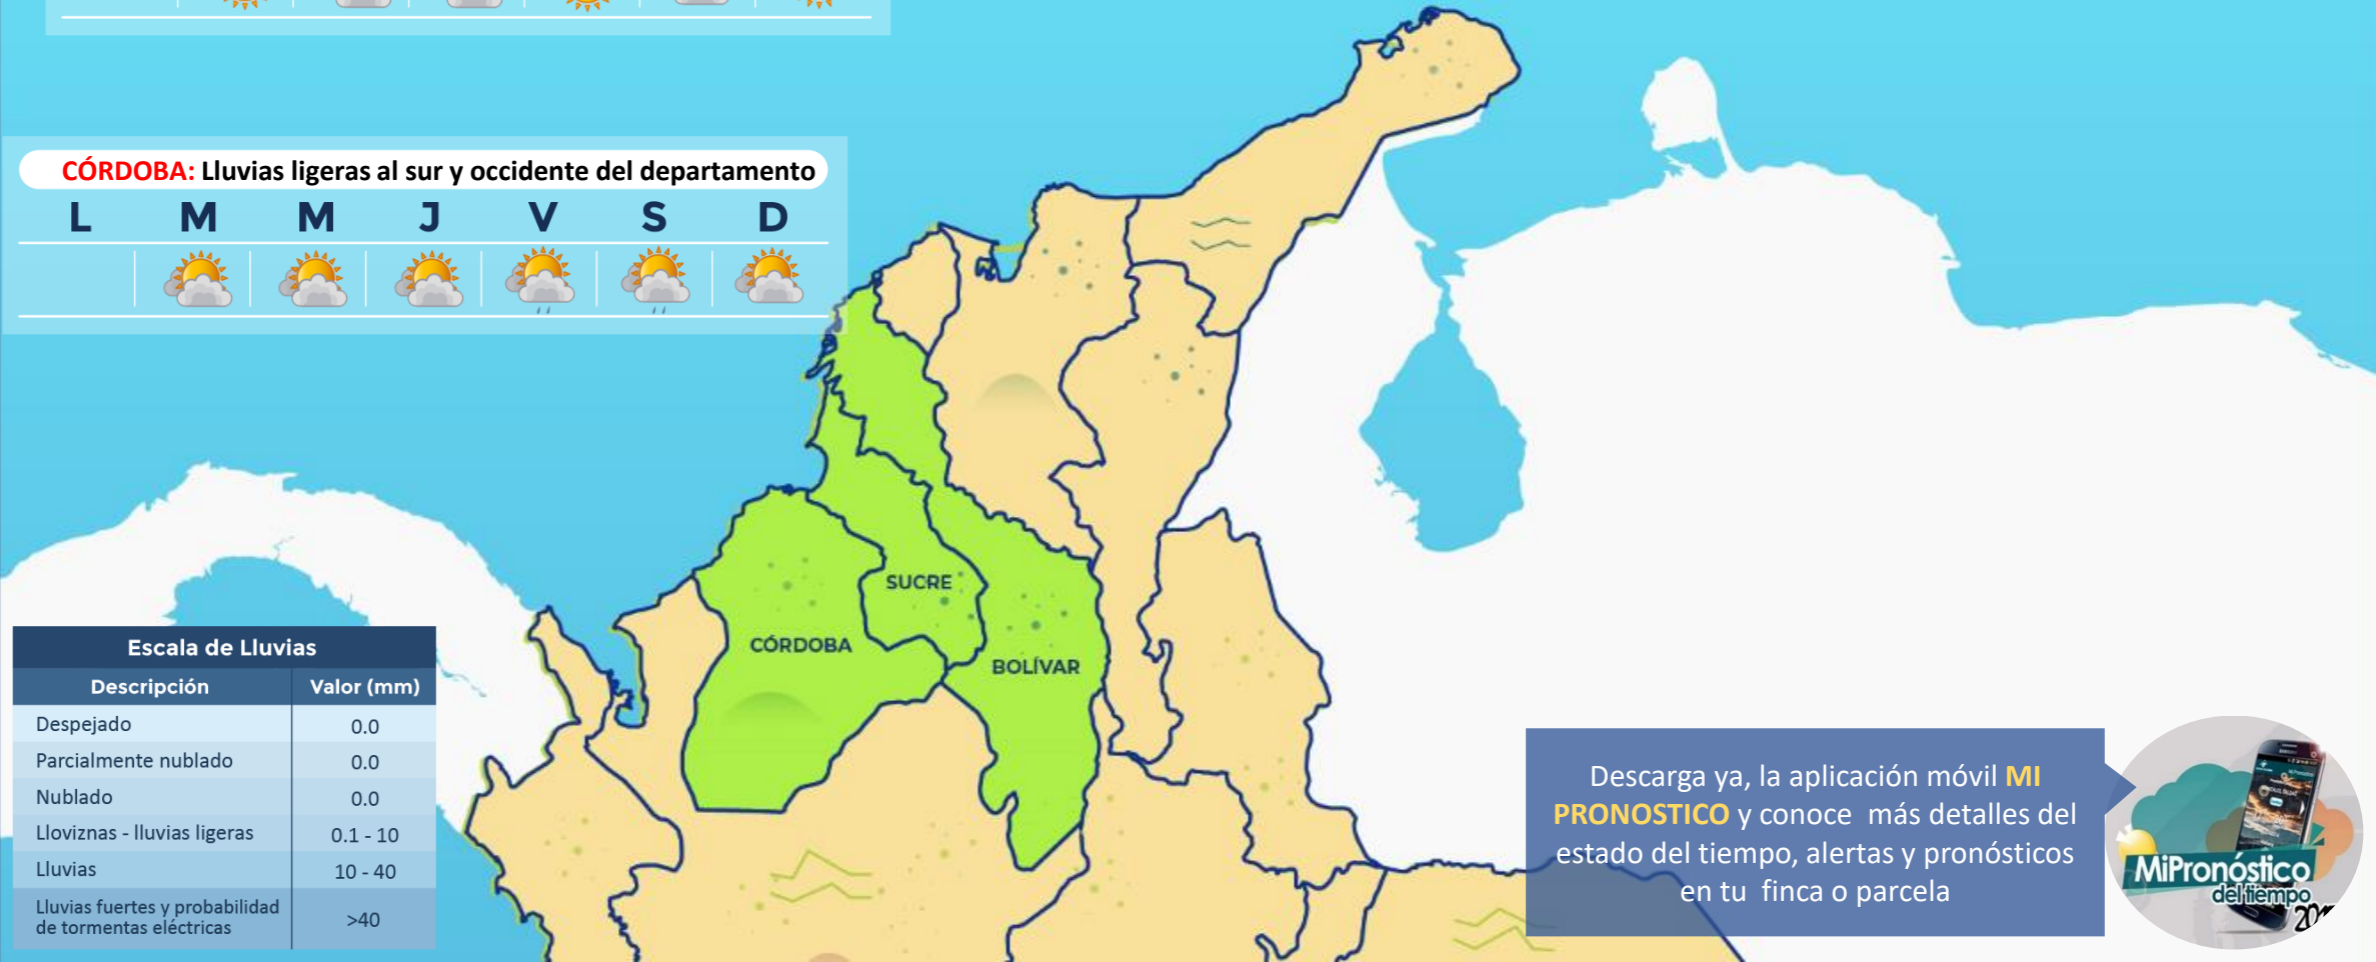 CÓRDOBA: Lluvias ligeras al sur y occidente del departamento
L M M J V S D
SUCRE
CÓRDOBA
BOLÍVAR
Escala de Lluvias
Descripción Valor (mm)
Despejado 0.0
Parcialmente nublado 0.0
Nublado 0.0
Lloviznas - lluvias ligeras 0.1 - 10
Lluvias 10 - 40
Lluvias fuertes y probabilidad
de tormentas eléctricas >40
Descarga ya, la aplicación móvil MI
PRONOSTICO y conoce más detalles del
estado del tiempo, alertas y pronósticos
en tu finca o parcela
MiPronóstico
del tiempo